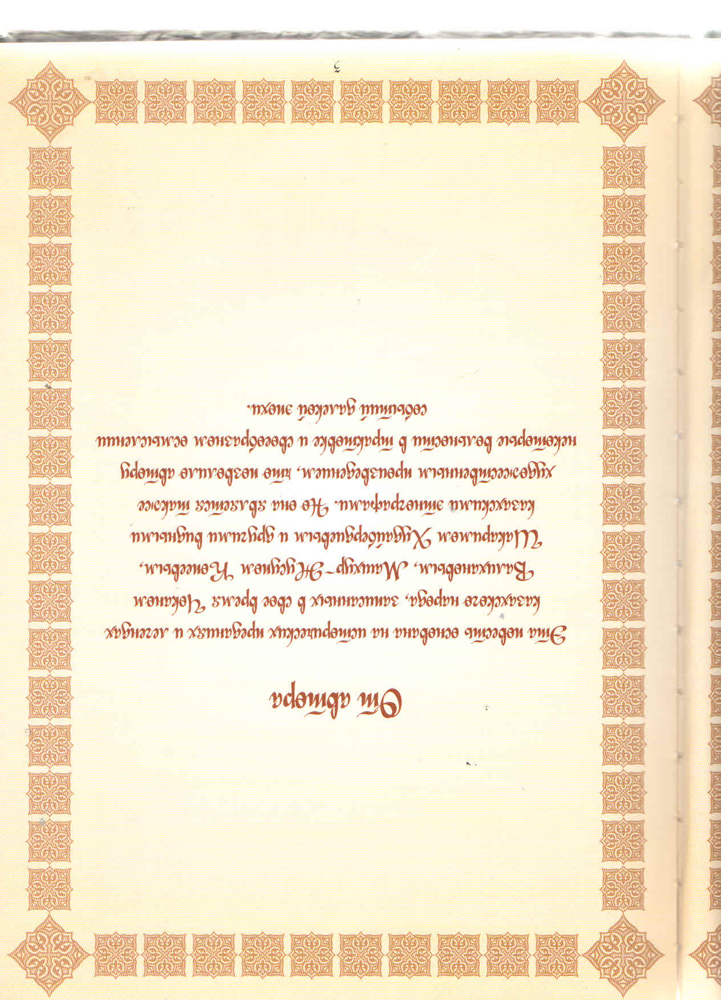 От автора
Эта повесть основана на исторических преданиях и легендах
казахского народа, записанных в свое время Чоканом
Валихановым, Машхур-Жусупом Копеевым,
Шакаримом Худайбердиевым и другими видными
казахскими этнографами. Но она является также
художественным произведением, что позволило автору
некоторые вольности в трактовке и своеобразном осмыслении
событий далекой эпохи.
3